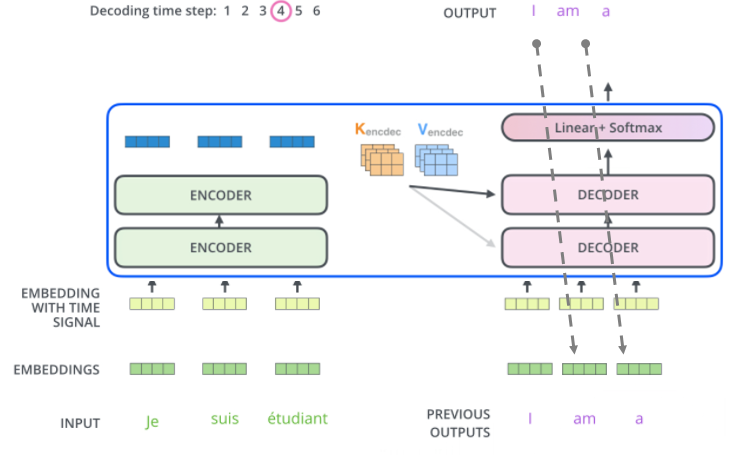 Decoding time step: 1 2 3 4 5 6
OUTPUT I am a
Kencdec Vencdec
Linear + Softmax
ENCODER
DECODER
ENCODER
DECODER
EMBEDDING
WITH TIME
SIGNAL
EMBEDDINGS
INPUT Je suis étudiant
PREVIOUS
OUTPUTS
I am a